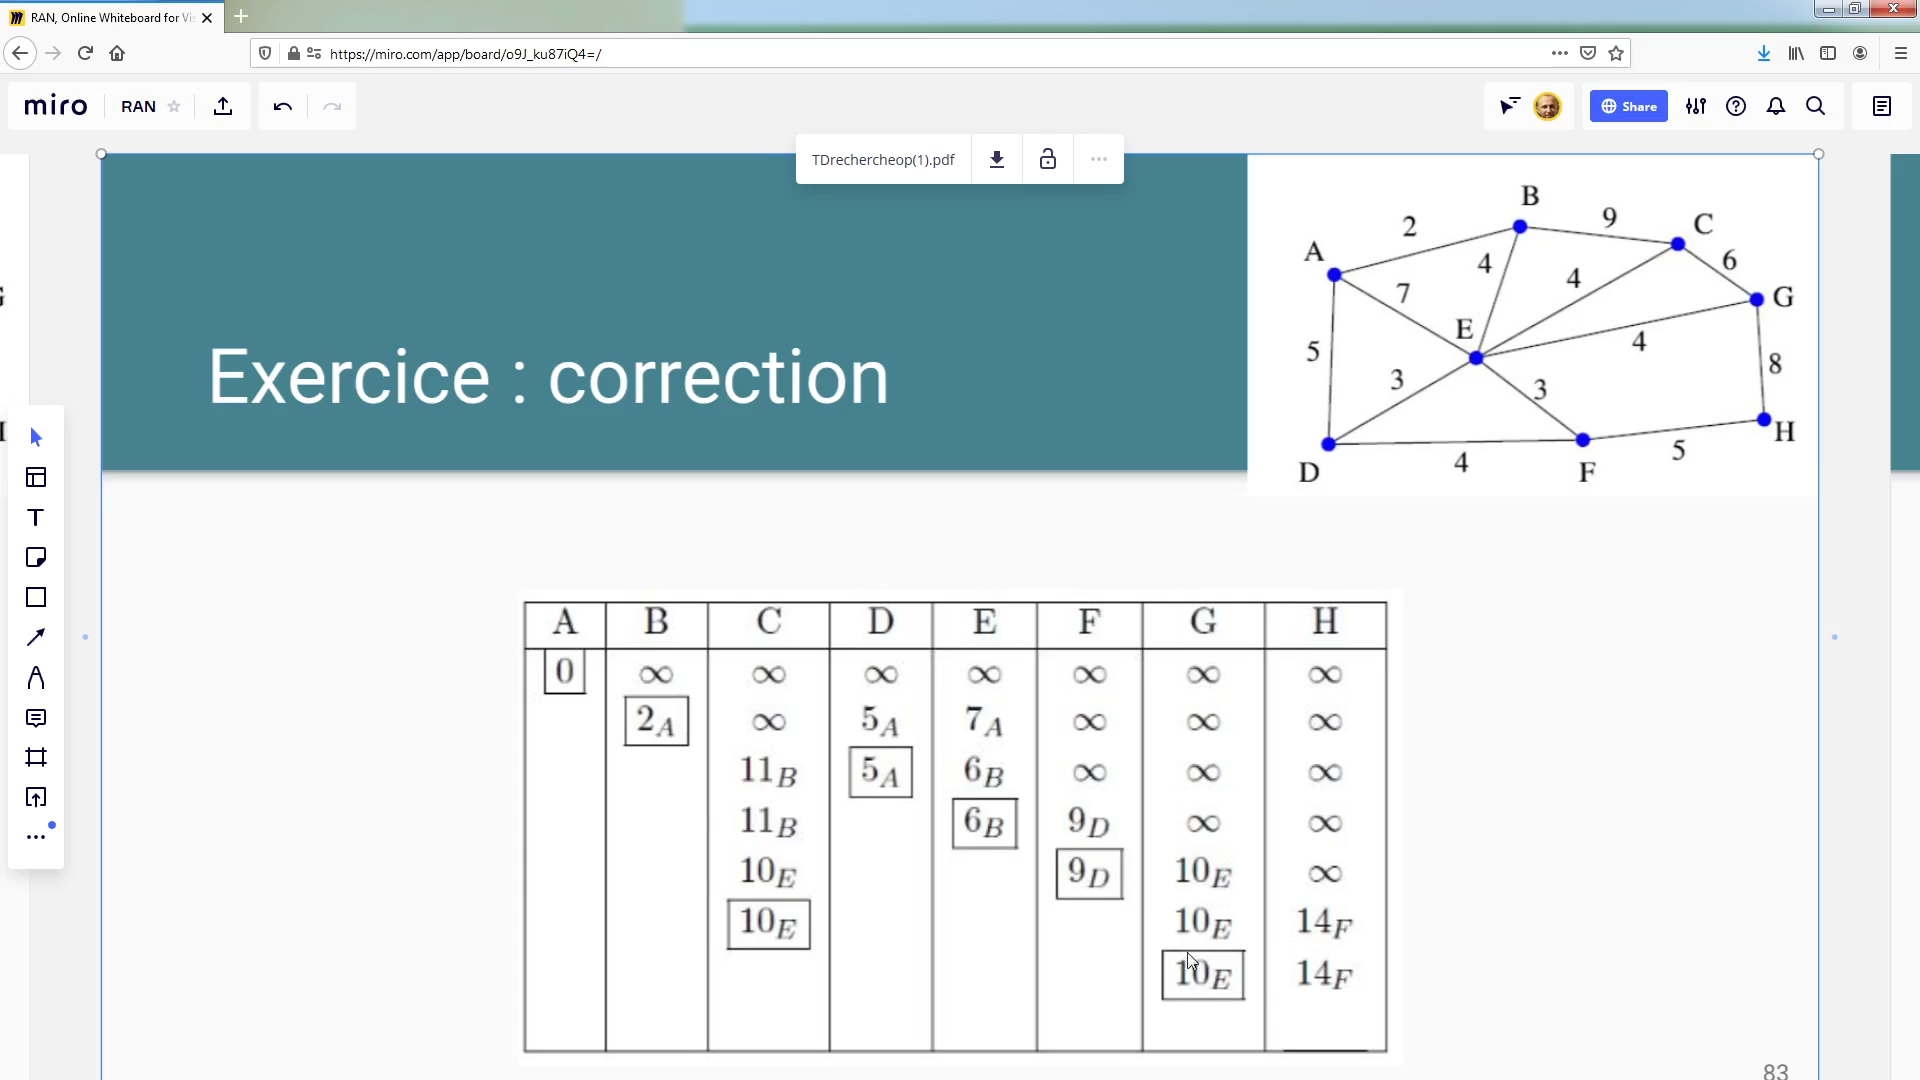 RAN, Online Whiteboard for Vis
https://miro.com/app/board/o9J_ku87iQ4=/
miro RAN
Share
TDrechercheop(1).pdf
Exercice : correction
A B C D E F G H
2 9 6 4 4 7 4 8 5 3 3 4 5
A B C D E F G H
0 ∞ ∞ ∞ ∞ ∞ ∞ ∞
2A ∞ 5A 7A ∞ ∞ ∞
11B 5A 6B ∞ ∞ ∞
11B 6B 9D ∞ ∞
10E 9D 10E ∞
10E 10E 14F
10E 14F
83